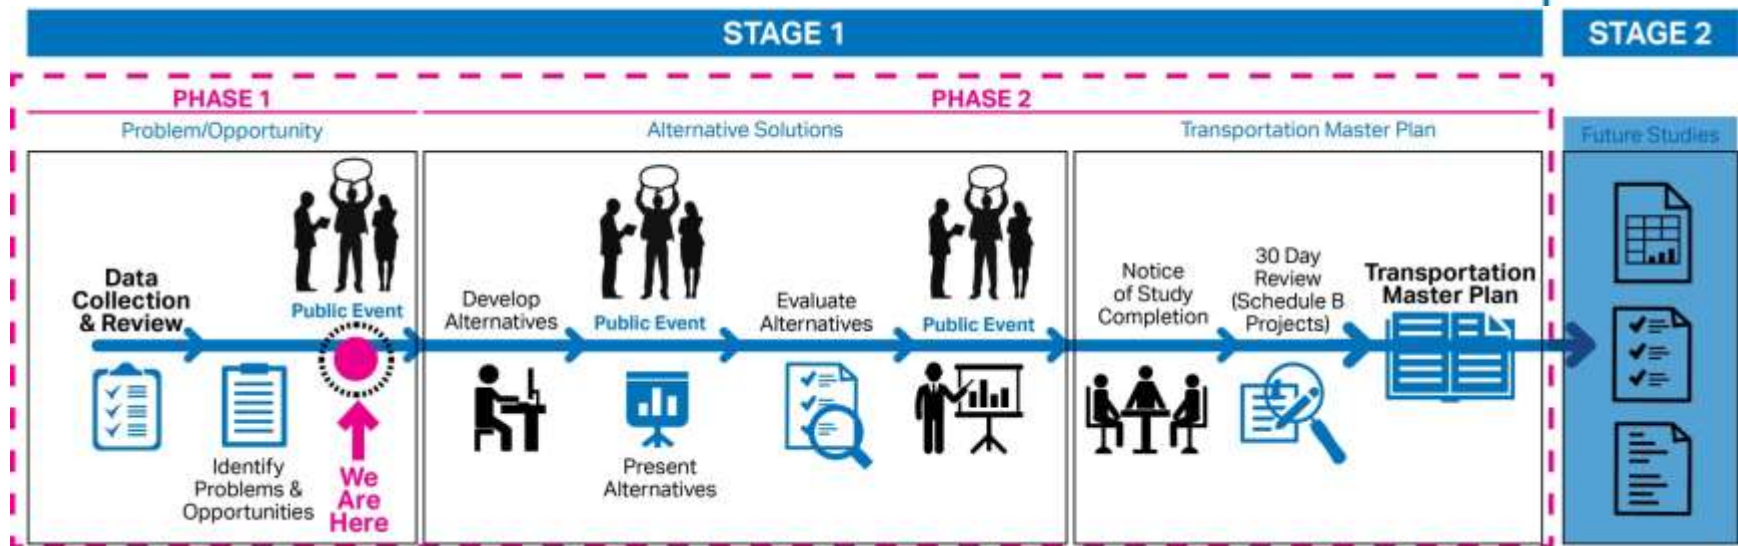 STAGE 1
STAGE 2
PHASE 1
PHASE 2
Problem/Opportunity
Alternative Solutions
Transportation Master Plan
Future Studies
Data
Collection
& Review
Identify
Problems &
Opportunities
Public Event
We
Are
Here
Develop
Alternatives
Public Event
Present
Alternatives
Evaluate
Alternatives
Public Event
Notice
of Study
Completion
30 Day
Review
(Schedule B
Projects)
Transportation
Master Plan